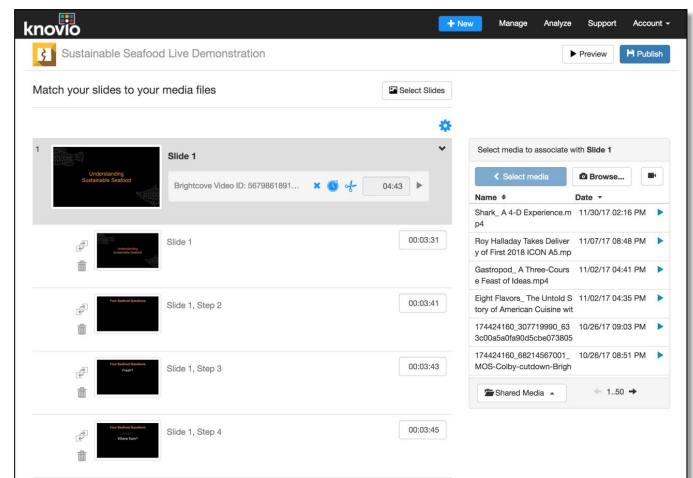 knovio
New Manage Analyze Support Account
Sustainable Seafood Live Demonstration
Preview Publish
Match your slides to your media files
Select Slides
1
Understanding
Sustainable Seafood
Slide 1
Brightcove Video ID: 5679861891...
04:43
Understanding
Sustainable Seafood
Slide 1
00:03:31
Your Seafood Questions
Slide 1, Step 2
00:03:41
Your Seafood Questions
Fresh?
Slide 1, Step 3
00:03:43
Your Seafood Questions
Where from?
Slide 1, Step 4
00:03:45
Select media to associate with Slide 1
Select media Browse...
Name Date
Shark_ A 4-D Experience.m 11/30/17 02:16 PM
p4
Roy Halladay Takes Deliver 11/07/17 08:48 PM
y of First 2018 ICON A5.mp
Gastropod_ A Three-Cours 11/02/17 04:41 PM
e Feast of Ideas.mp4
Eight Flavors_ The Untold S 11/02/17 04:35 PM
tory of American Cuisine wit
174424160_307719990_63 10/26/17 09:03 PM
3c00a5a0fa90d5cbe073805
174424160_68214567001_ 10/26/17 08:51 PM
MOS-Colby-cutdown-Brigh
Shared Media 1..50